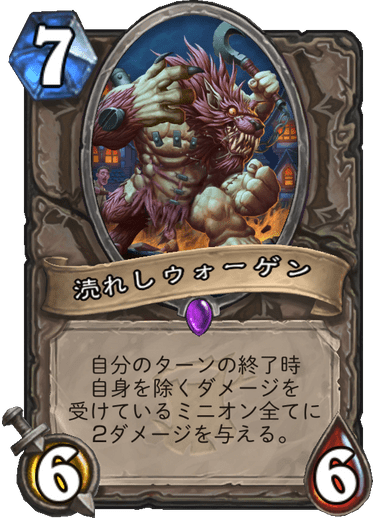 7
潰れしウォーゲン
自分のターンの終了時
自身を除くダメージを
受けているミニオン全てに
2ダメージを与える。
6
6